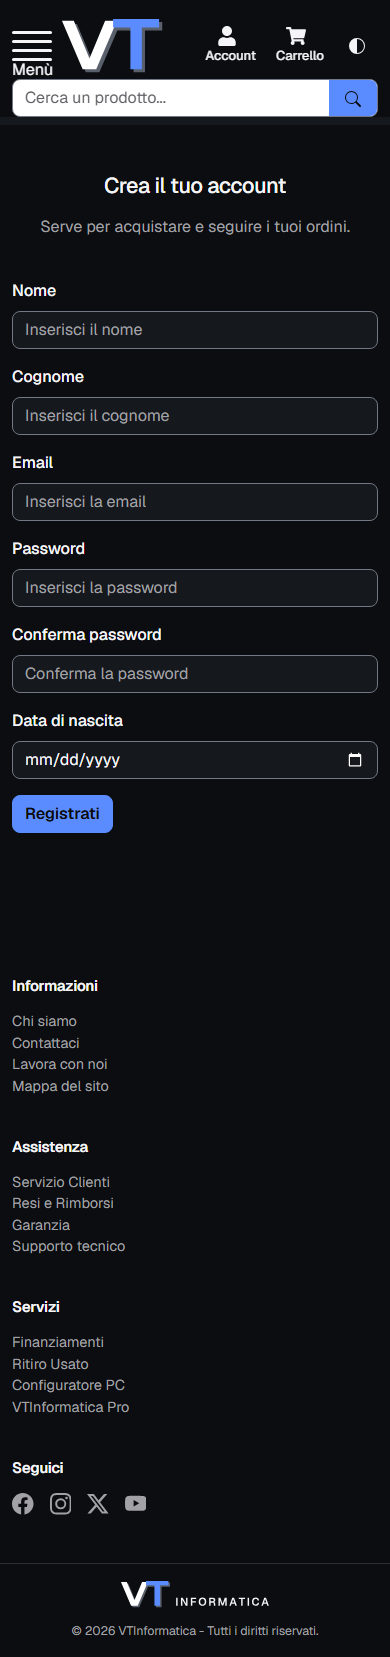 VT
Account
Carrello
Menù
Cerca un prodotto...
Crea il tuo account
Serve per acquistare e seguire i tuoi ordini.
Nome
Inserisci il nome
Cognome
Inserisci il cognome
Email
Inserisci la email
Password
Inserisci la password
Conferma password
Conferma la password
Data di nascita
mm/dd/yyyy
Registrati
Informazioni
Chi siamo
Contattaci
Lavora con noi
Mappa del sito
Assistenza
Servizio Clienti
Resi e Rimborsi
Garanzia
Supporto tecnico
Servizi
Finanziamenti
Ritiro Usato
Configuratore PC
VTInformatica Pro
Seguici
VT INFORMATICA
© 2026 VTInformatica - Tutti i diritti riservati.